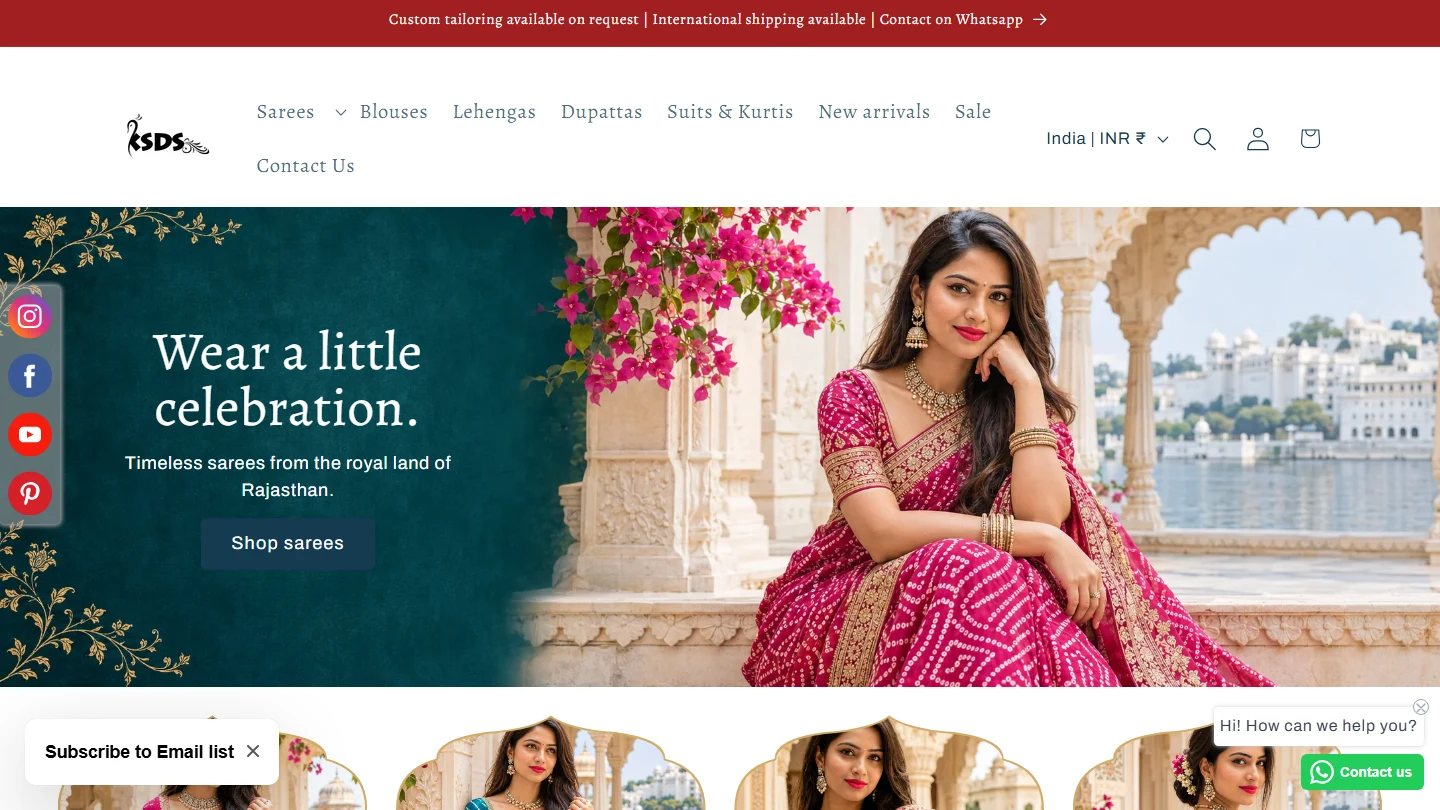 Custom tailoring available on request | International shipping available | Contact on Whatsapp
KSDS
Sarees
Blouses
Lehengas
Dupattas
Suits & Kurtis
New arrivals
Sale
Contact Us
India | INR ₹
Wear a little
celebration.
Timeless sarees from the royal land of
Rajasthan.
Shop sarees
Subscribe to Email list
Hi! How can we help you?
Contact us